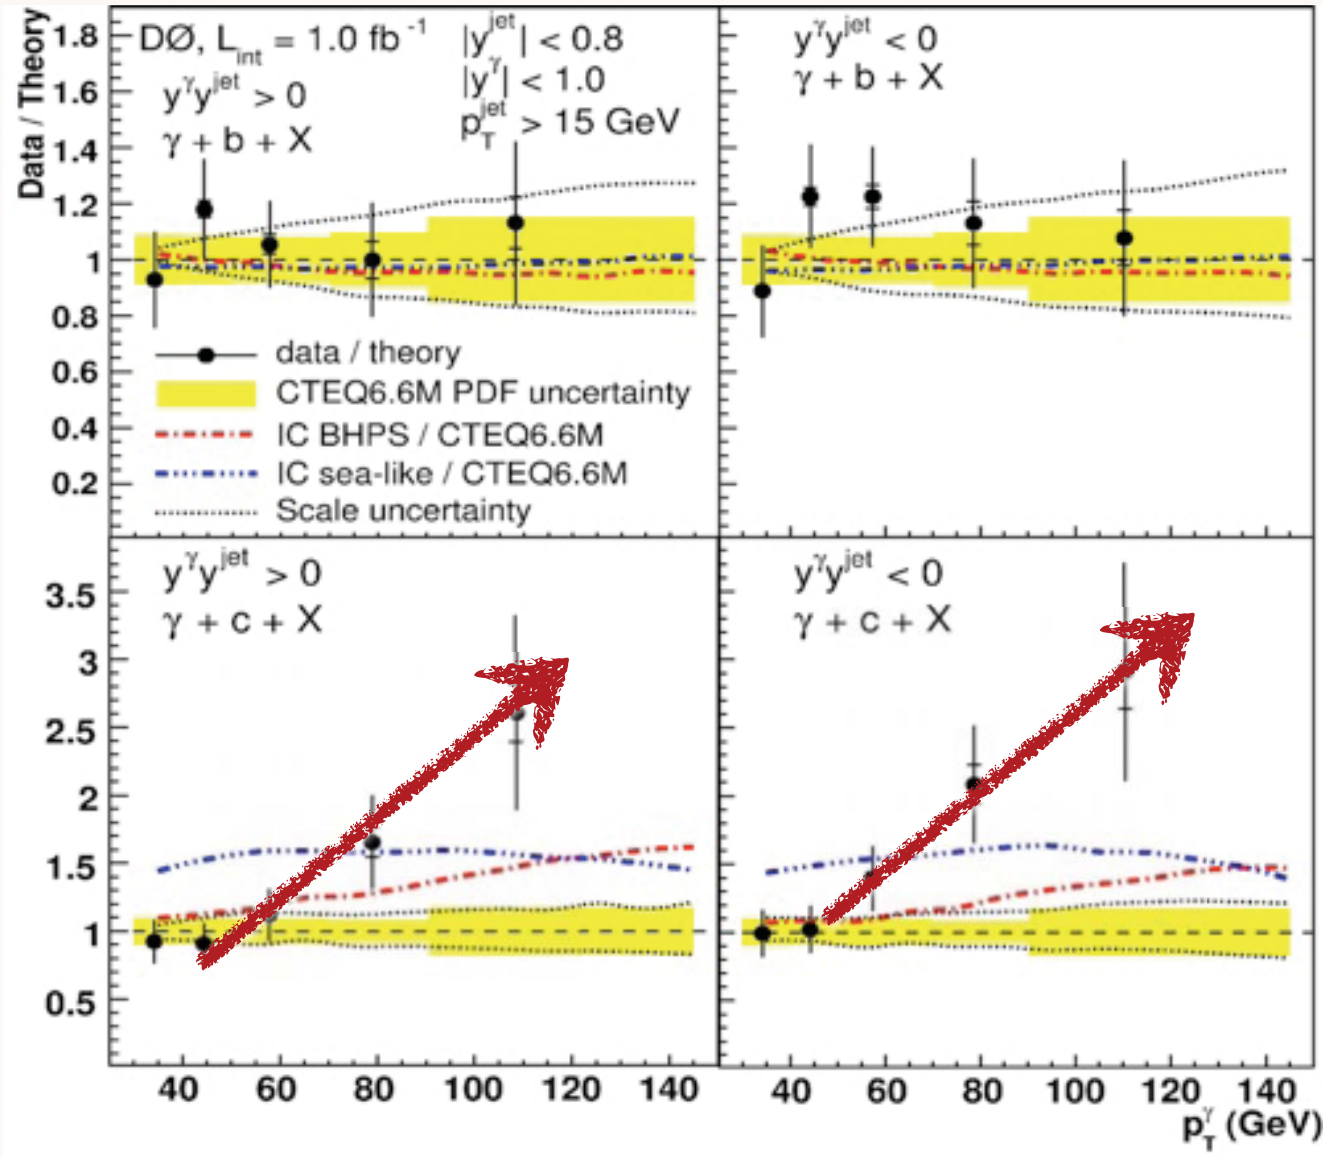 Data / Theory
1.8
1.6
1.4
1.2
1
0.8
0.6
0.4
0.2
DØ, L_int = 1.0 fb^-1
y^γ y^jet > 0
γ + b + X
|y^jet| < 0.8
|y^γ| < 1.0
p_T^jet > 15 GeV
data / theory
CTEQ6.6M PDF uncertainty
IC BHPS / CTEQ6.6M
IC sea-like / CTEQ6.6M
Scale uncertainty
y^γ y^jet < 0
γ + b + X
3.5
3
2.5
2
1.5
1
0.5
y^γ y^jet > 0
γ + c + X
y^γ y^jet < 0
γ + c + X
40 60 80 100 120 140
40 60 80 100 120 140
p_T^γ (GeV)